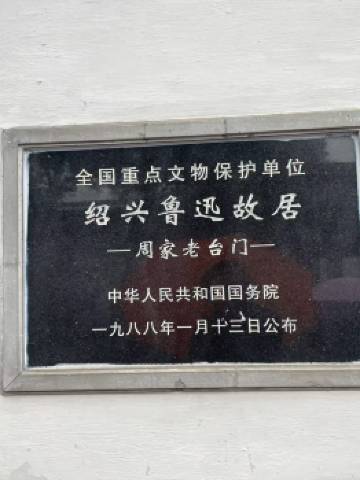 全国重点文物保护单位
绍兴鲁迅故居
—周家老台门—
中华人民共和国国务院
一九八八年一月十三日公布